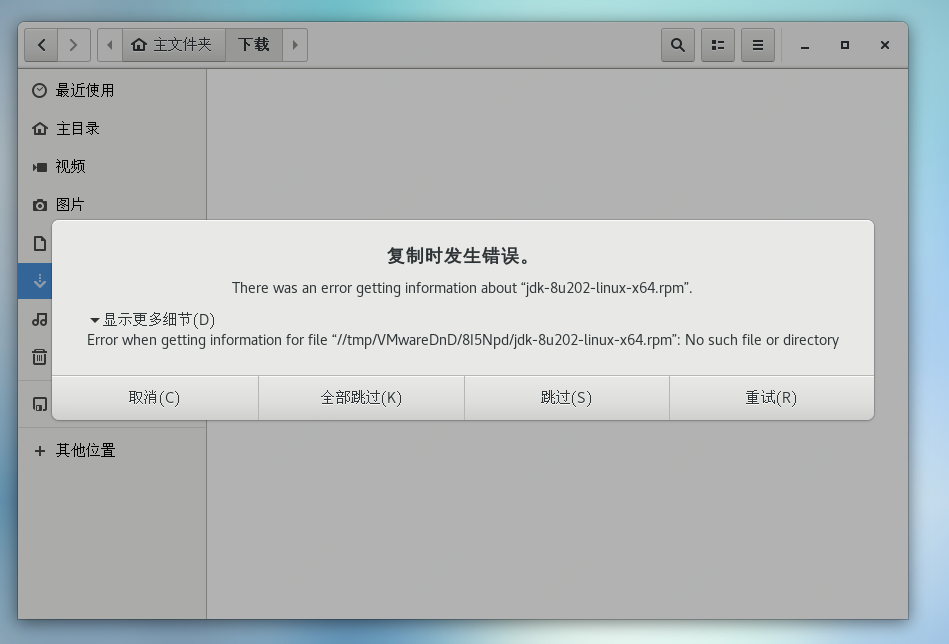 主文件夹
下载
最近使用
主目录
视频
图片
复制时发生错误。
There was an error getting information about “jdk-8u202-linux-x64.rpm”.
显示更多细节(D)
Error when getting information for file “//tmp/VMwareDnD/8I5Npd/jdk-8u202-linux-x64.rpm”: No such file or directory
取消(C)
全部跳过(K)
跳过(S)
重试(R)
其他位置